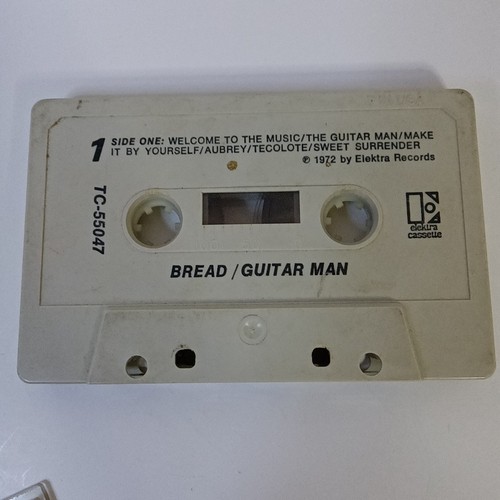 1 SIDE ONE: WELCOME TO THE MUSIC/THE GUITAR MAN/MAKE
IT BY YOURSELF/AUBREY/TECOLOTE/SWEET SURRENDER
℗ 1972 by Elektra Records
TC-55047
elektra
cassette
BREAD / GUITAR MAN